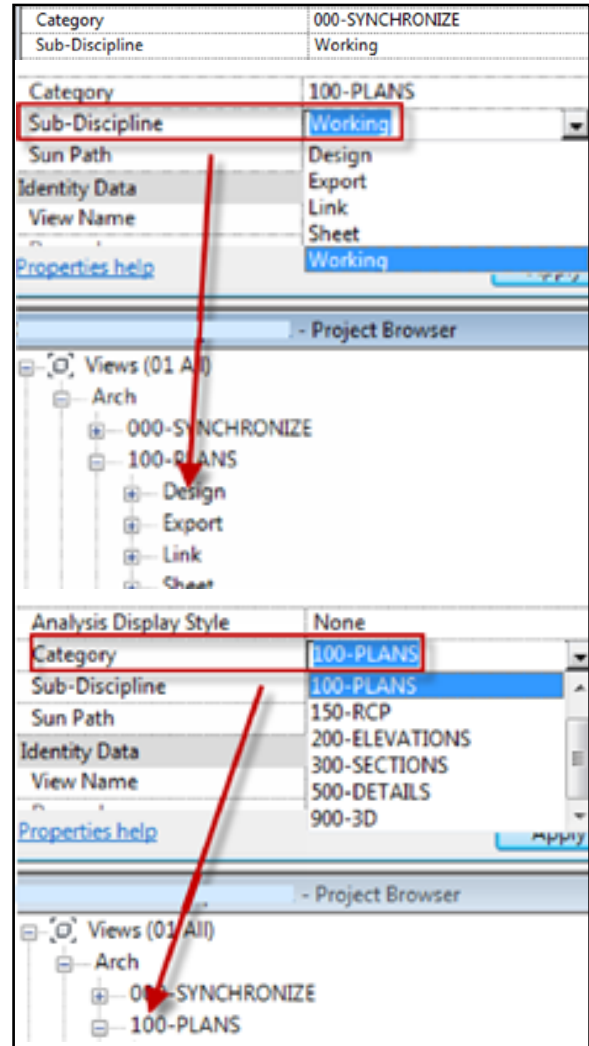 Category 000-SYNCHRONIZE
Sub-Discipline Working
Category 100-PLANS
Sub-Discipline Working
Sun Path Design
Identity Data Export
View Name Link
Sheet
Properties help Working
Apply
- Project Browser
Views (01 All)
Arch
000-SYNCHRONIZE
100-PLANS
Design
Export
Link
Sheet
Analysis Display Style None
Category 100-PLANS
Sub-Discipline 100-PLANS
Sun Path 150-RCP
Identity Data 200-ELEVATIONS
View Name 300-SECTIONS
500-DETAILS
Properties help 900-3D
Apply
- Project Browser
Views (01 All)
Arch
000-SYNCHRONIZE
100-PLANS